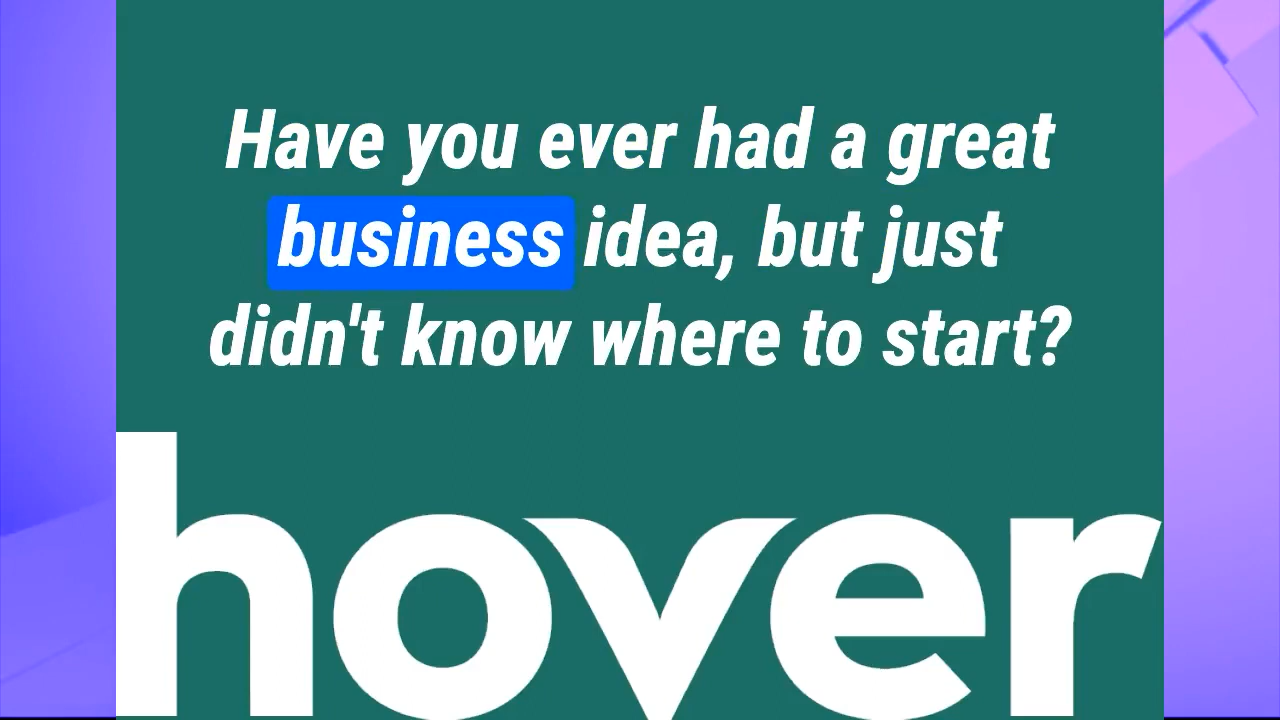 Have you ever had a great
business idea, but just
didn't know where to start?
hover